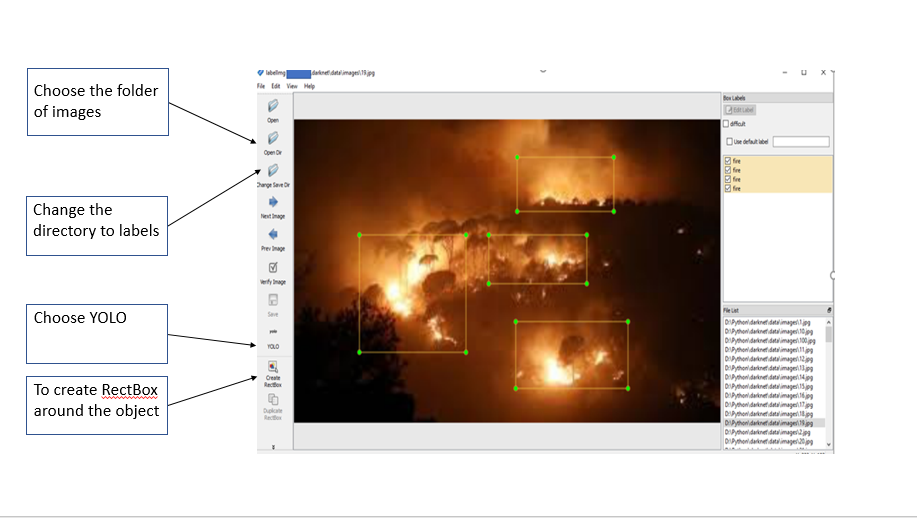 Choose the folder
of images
Change the
directory to labels
Choose YOLO
To create RectBox
around the object
labelImg
darknet\data\images\19.jpg
File Edit View Help
Open
Open Dir
Change Save Dir
Next Image
Prev Image
Verify Image
Save
YOLO
Create
RectBox
Duplicate
RectBox
Box Labels
Edit Label
difficult
Use default label
fire
fire
fire
fire
File List
D:\Python\darknet\data\images\1.jpg
D:\Python\darknet\data\images\10.jpg
D:\Python\darknet\data\images\100.jpg
D:\Python\darknet\data\images\11.jpg
D:\Python\darknet\data\images\12.jpg
D:\Python\darknet\data\images\13.jpg
D:\Python\darknet\data\images\14.jpg
D:\Python\darknet\data\images\15.jpg
D:\Python\darknet\data\images\16.jpg
D:\Python\darknet\data\images\17.jpg
D:\Python\darknet\data\images\18.jpg
D:\Python\darknet\data\images\19.jpg
D:\Python\darknet\data\images\2.jpg
D:\Python\darknet\data\images\20.jpg